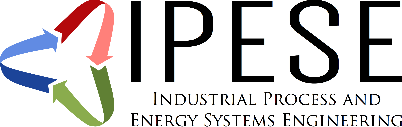 IPESE
Industrial Process and
Energy Systems Engineering